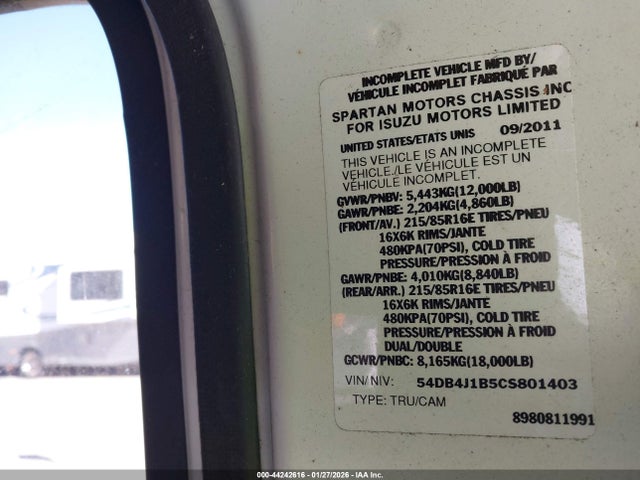 INCOMPLETE VEHICLE MFD BY/
VÉHICULE INCOMPLET FABRIQUÉ PAR
SPARTAN MOTORS CHASSIS INC
FOR ISUZU MOTORS LIMITED
UNITED STATES/ETATS UNIS 09/2011
THIS VEHICLE IS AN INCOMPLETE
VEHICLE./LE VÉHICULE EST UN
VÉHICULE INCOMPLET.
GVWR/PNBV: 5,443KG(12,000LB)
GAWR/PNBE: 2,204KG(4,860LB)
(FRONT/AV.) 215/85R16E TIRES/PNEU
16X6K RIMS/JANTE
480KPA(70PSI), COLD TIRE
PRESSURE/PRESSION À FROID
GAWR/PNBE: 4,010KG(8,840LB)
(REAR/ARR.) 215/85R16E TIRES/PNEU
16X6K RIMS/JANTE
480KPA(70PSI), COLD TIRE
PRESSURE/PRESSION À FROID
DUAL/DOUBLE
GCWR/PNBC: 8,165KG(18,000LB)
VIN/NIV: 54DB4J1B5CS801403
TYPE: TRU/CAM
8980811991
000-44242616 - 01/27/2026 - IAA Inc.